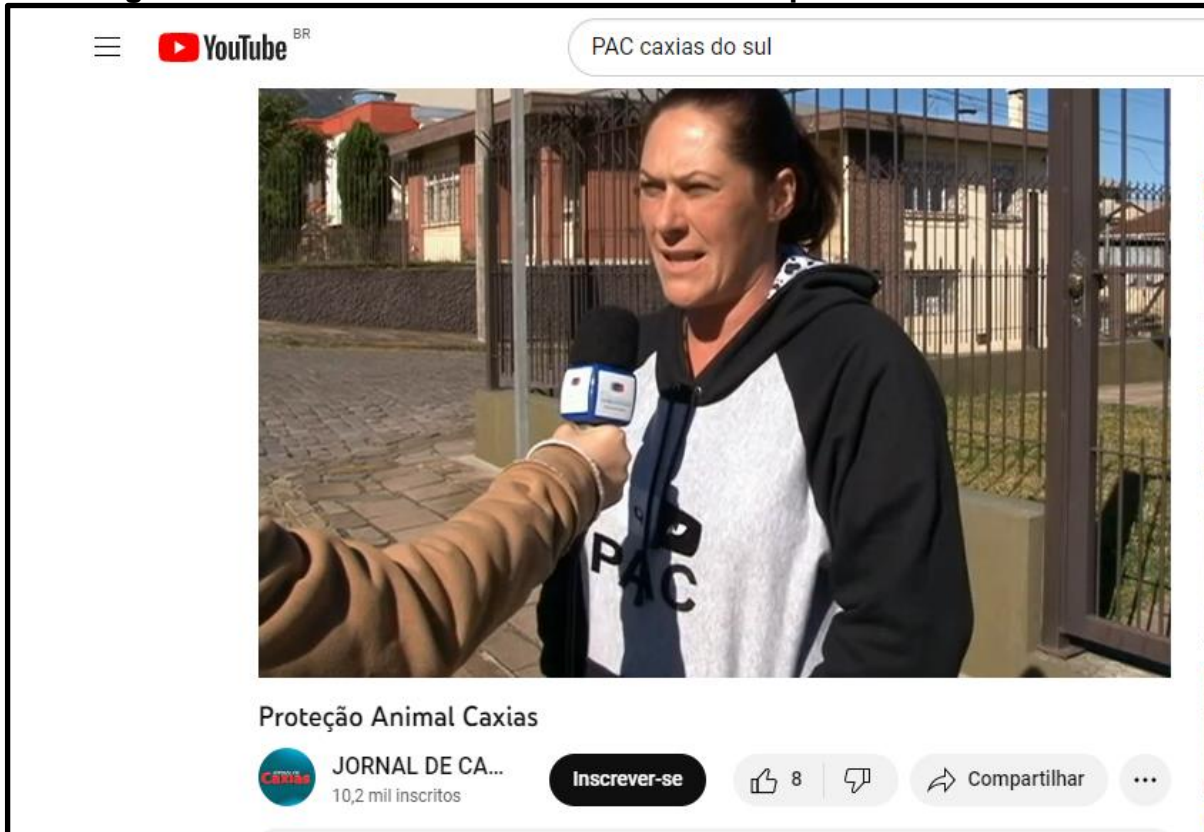 YouTube BR
PAC caxias do sul
PAC
Proteção Animal Caxias
JORNAL DE CA...
10,2 mil inscritos
Inscrever-se
8
Compartilhar